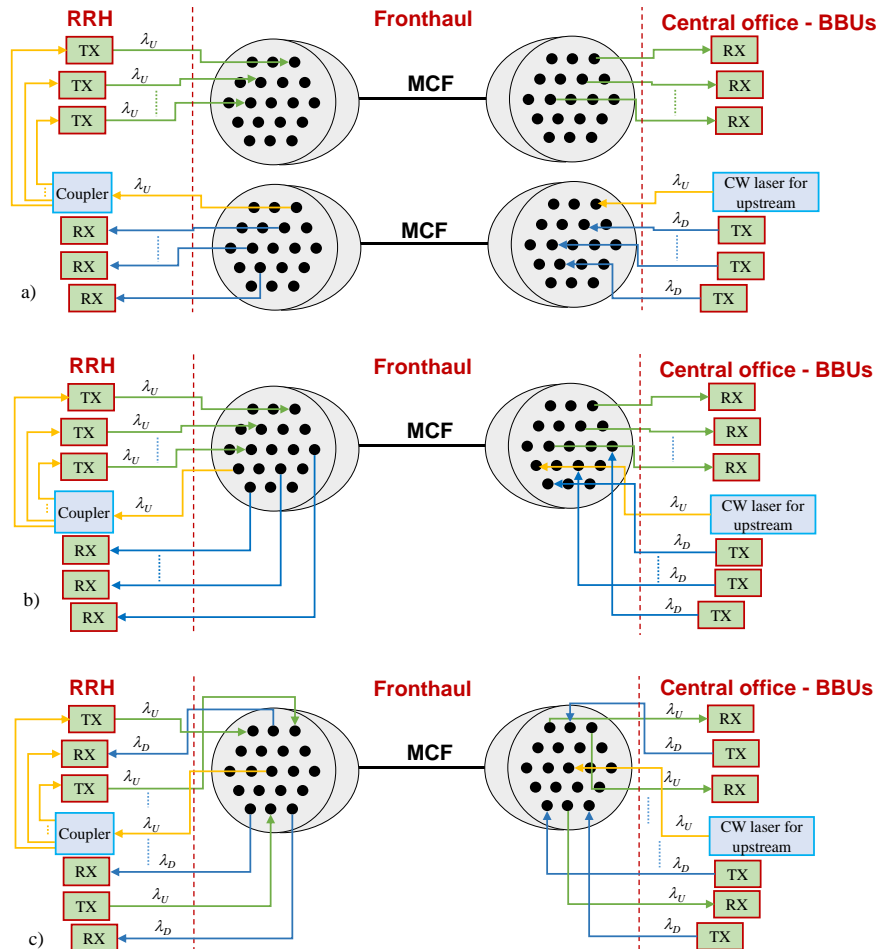 RRH Fronthaul Central office - BBUs
TX λU RX
TX λU MCF RX
TX λU RX
Coupler λU λU CW laser for upstream
RX λD TX
RX MCF TX
RX λD TX
a)
RRH Fronthaul Central office - BBUs
TX λU RX
TX λU MCF RX
TX λU RX
Coupler λU λU CW laser for upstream
RX λD TX
RX λD TX
RX λD TX
b)
RRH Fronthaul Central office - BBUs
TX λU λU RX
RX λD MCF λD TX
TX λU λU RX
Coupler λU λU CW laser for upstream
RX λD λD TX
TX λU λU RX
RX λD λD TX
c)